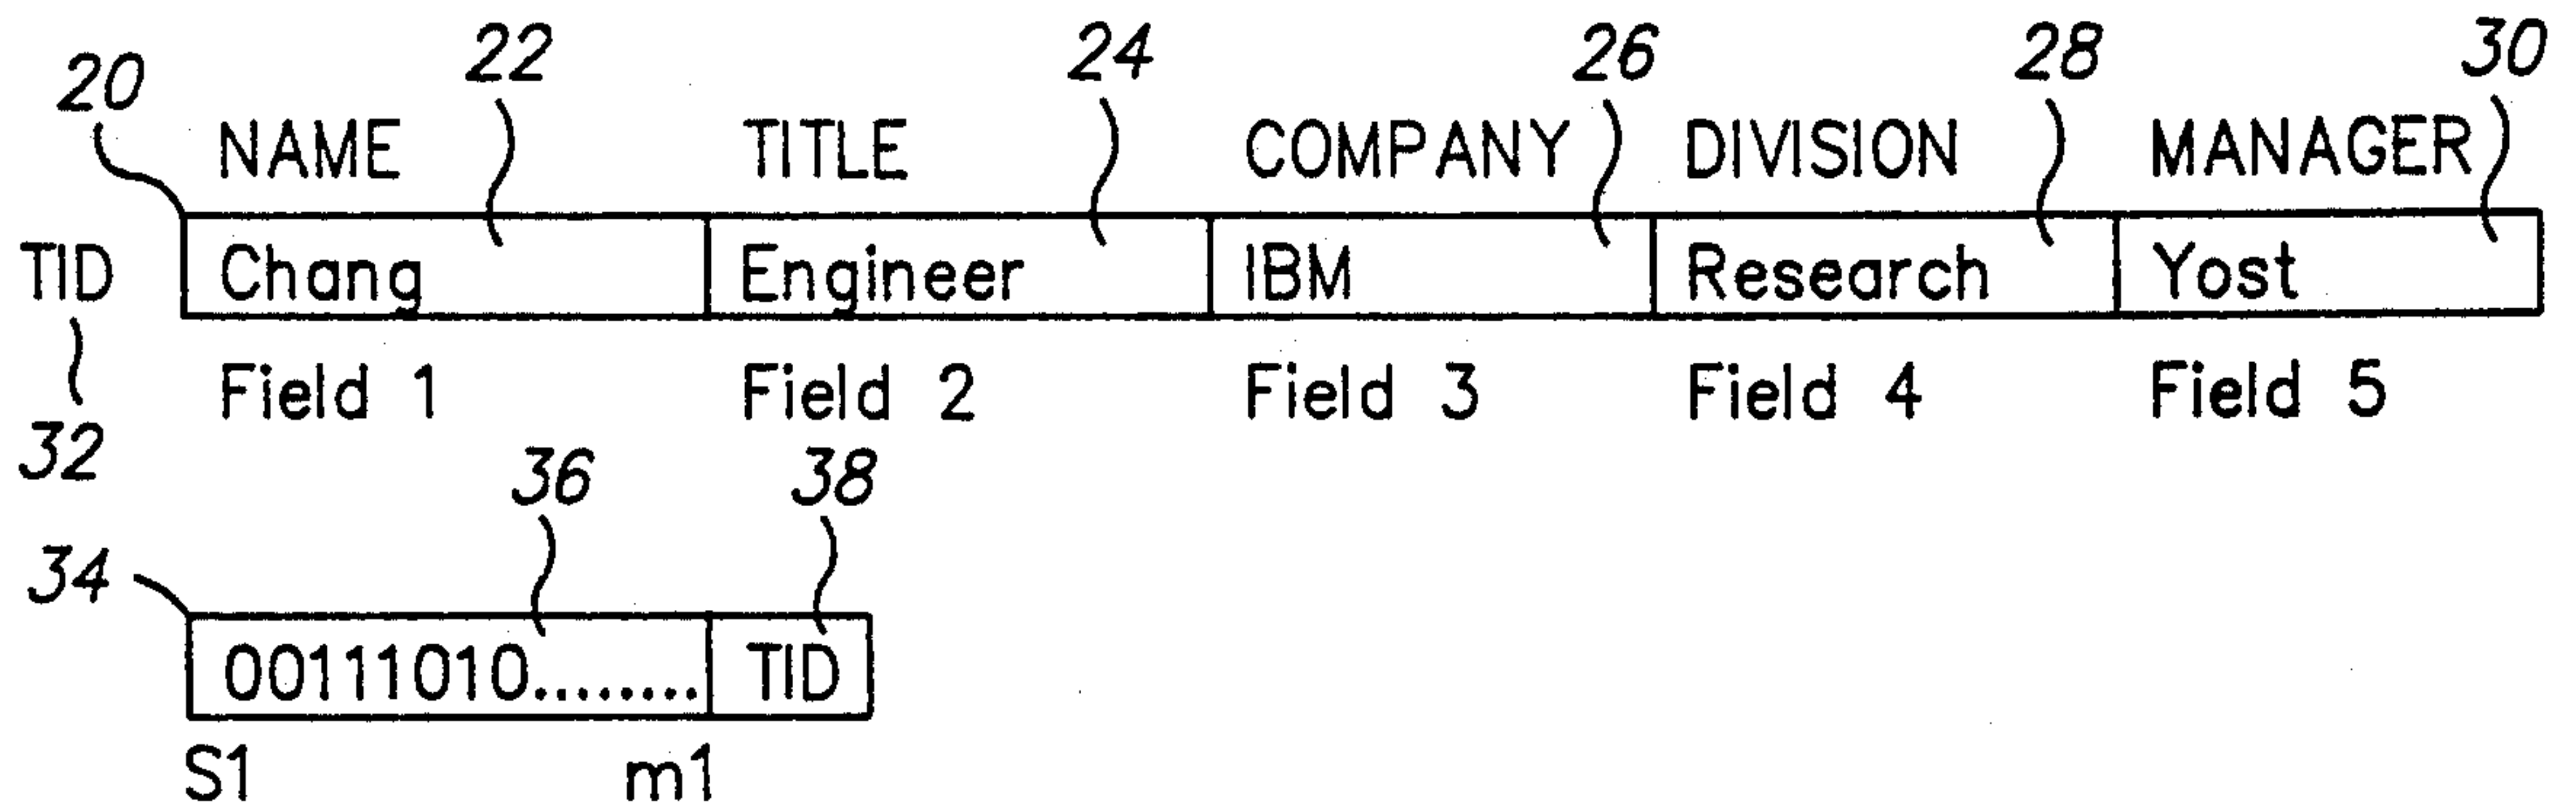 20 22 24 26 28 30
NAME TITLE COMPANY DIVISION MANAGER
TID Chang Engineer IBM Research Yost
Field 1 Field 2 Field 3 Field 4 Field 5
32 36 38
34
00111010........ TID
S1 m1